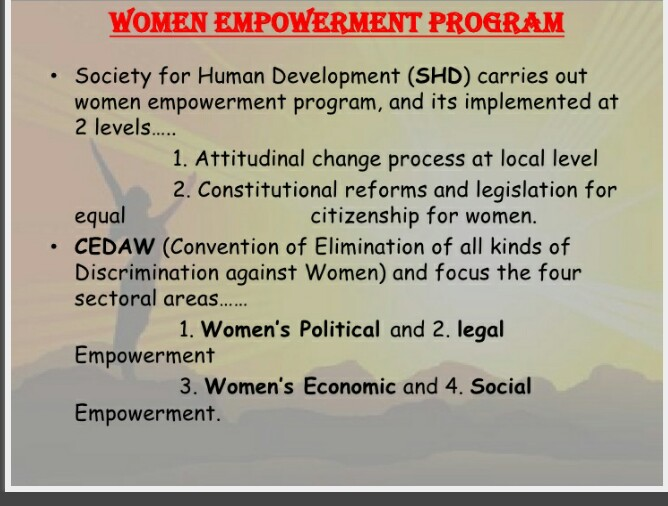 WOMEN EMPOWERMENT PROGRAM
• Society for Human Development (SHD) carries out
women empowerment program, and its implemented at
2 levels.....
1. Attitudinal change process at local level
2. Constitutional reforms and legislation for
equal citizenship for women.
• CEDAW (Convention of Elimination of all kinds of
Discrimination against Women) and focus the four
sectoral areas......
1. Women's Political and 2. legal
Empowerment
3. Women's Economic and 4. Social
Empowerment.